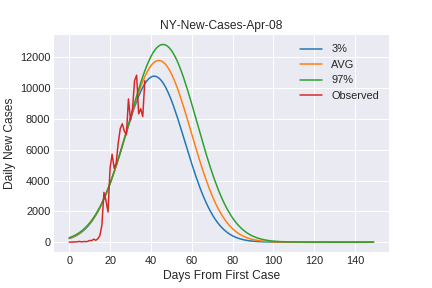 NY-New-Cases-Apr-08
3%
AVG
97%
Observed
Daily New Cases
12000
10000
8000
6000
4000
2000
0
0 20 40 60 80 100 120 140
Days From First Case